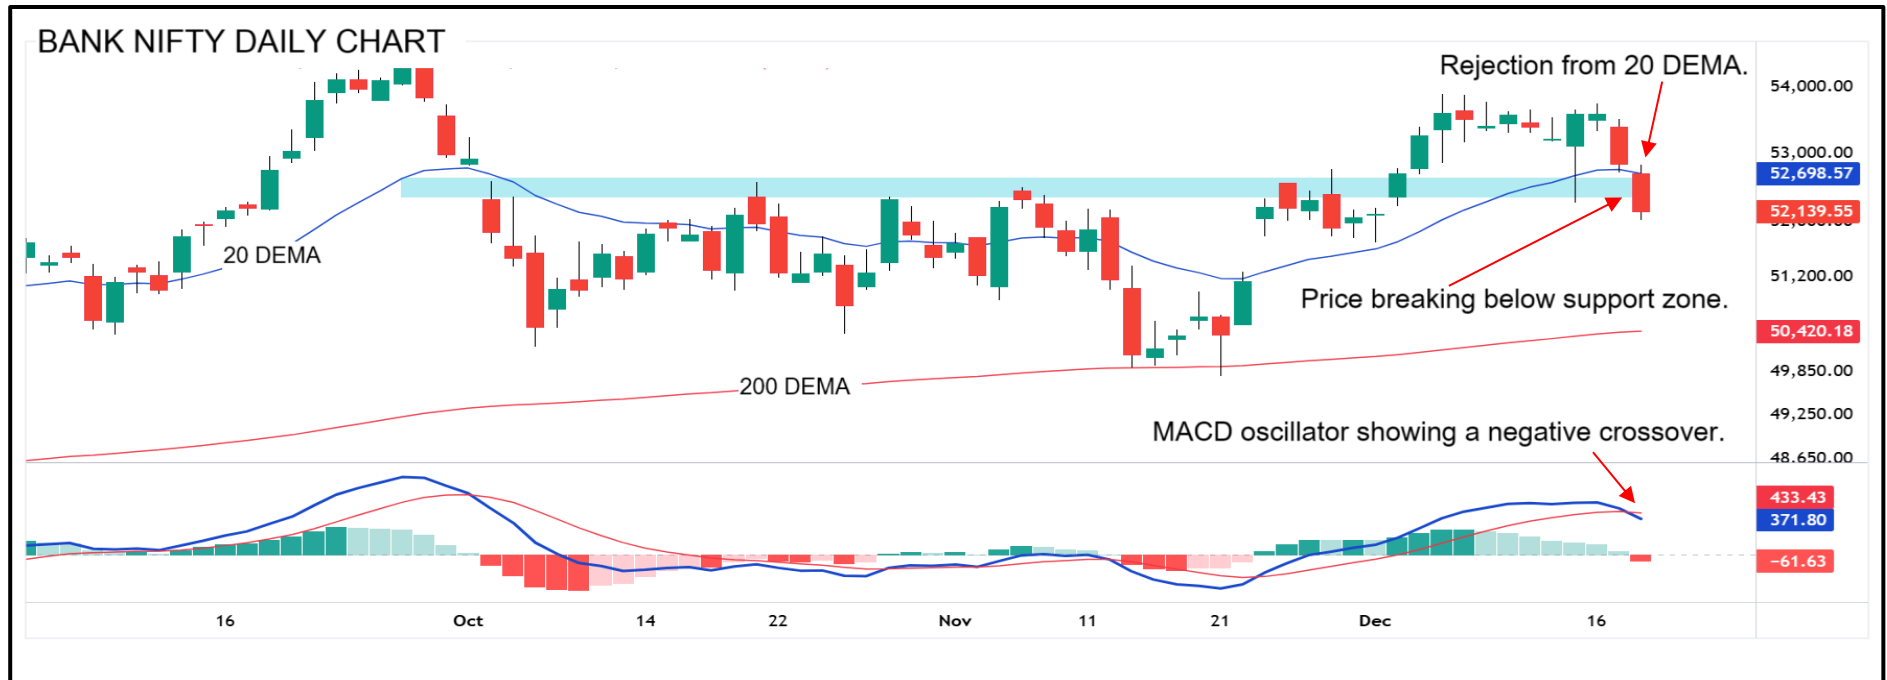 BANK NIFTY DAILY CHART
Rejection from 20 DEMA.
54,000.00
53,000.00
52,698.57
52,139.55
20 DEMA
51,200.00
Price breaking below support zone.
50,420.18
200 DEMA
49,850.00
49,250.00
MACD oscillator showing a negative crossover.
48,650.00
433.43
371.80
−61.63
16 Oct 14 22 Nov 11 21 Dec 16